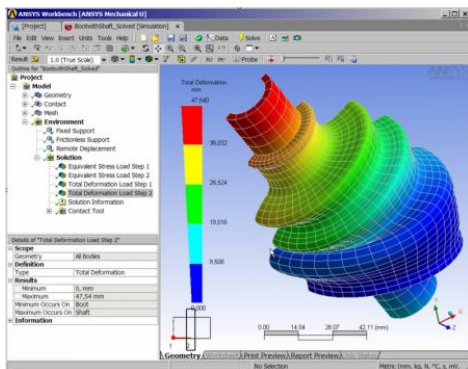 ANSYS Workbench [ANSYS Mechanical U]
[Project]
BootwithShaft_Solved [Simulation]
File Edit View Insert Units Tools Help
Data
Solve
Result
1.0 (True Scale)
Probe
Outline for "BootwithShaft_Solved"
Project
Model
Geometry
Contact
Mesh
Environment
Fixed Support
Frictionless Support
Remote Displacement
Solution
Equivalent Stress Load Step 1
Equivalent Stress Load Step 2
Total Deformation Load Step 1
Total Deformation Load Step 2
Solution Information
Contact Tool
Details of "Total Deformation Load Step 2"
Scope
Geometry All Bodies
Definition
Type Total Deformation
Results
Minimum 0, mm
Maximum 47,54 mm
Minimum Occurs On Boot
Maximum Occurs On Shaft
Information
Total Deformation
mm
47,540
38,032
28,524
19,016
9,508
0,000
ANSYS
0.00 14.04 28.07 42.11 (mm)
Geometry Worksheet Print Preview Report Preview Job Status
No Selection
Metric (mm, kg, N, °C, s, mV,